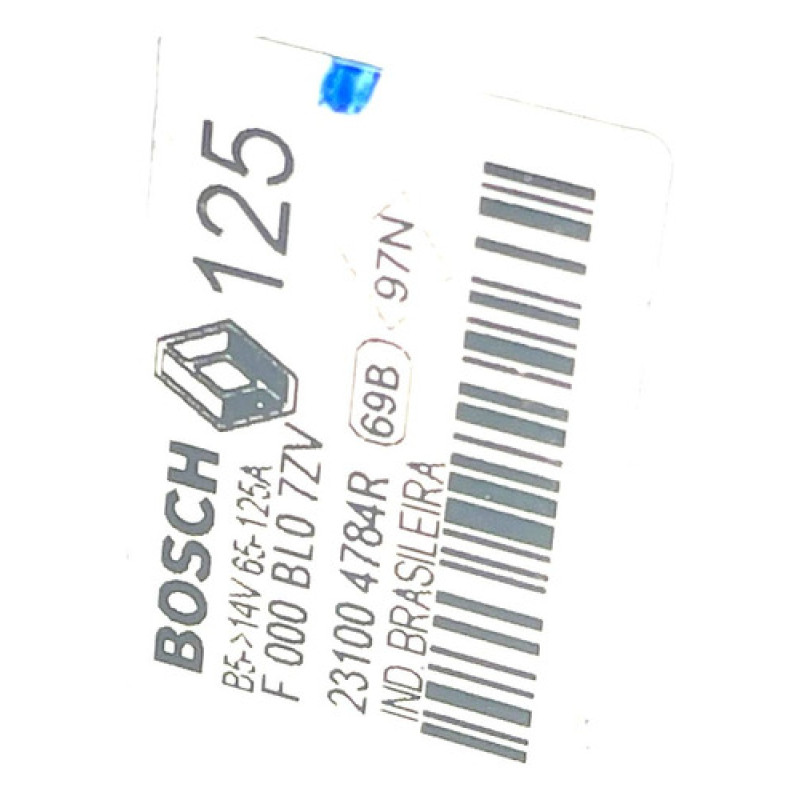 BOSCH 125
B5->14V 65-125A
F 000 BL0 7ZV
23100 4784R 69B 97N
IND. BRASILEIRA